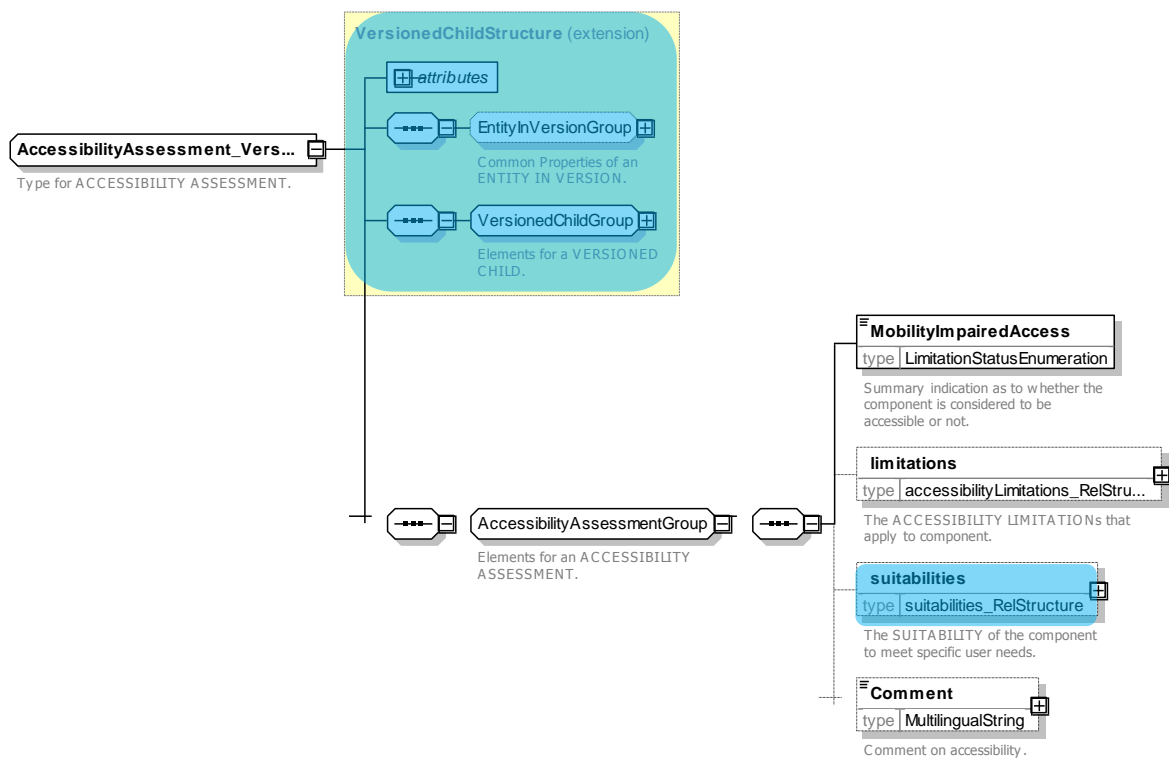 VersionedChildStructure (extension)
attributes
EntityInVersionGroup
Common Properties of an
ENTITY IN VERSION.
AccessibilityAssessment_Vers...
Type for ACCESSIBILITY ASSESSMENT.
VersionedChildGroup
Elements for a VERSIONED
CHILD.
MobilityImpairedAccess
type LimitationStatusEnumeration
Summary indication as to whether the
component is considered to be
accessible or not.
limitations
type accessibilityLimitations_RelStru...
The ACCESSIBILITY LIMITATIONs that
apply to component.
AccessibilityAssessmentGroup
Elements for an ACCESSIBILITY
ASSESSMENT.
suitabilities
type suitabilities_RelStructure
The SUITABILITY of the component
to meet specific user needs.
Comment
type MultilingualString
Comment on accessibility.